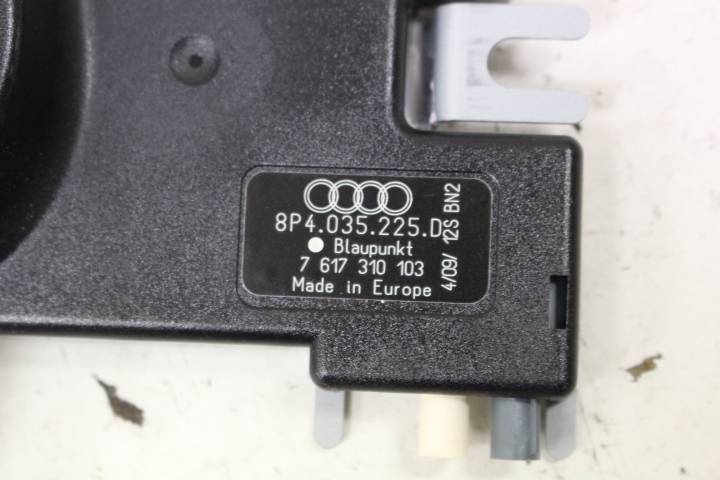 8P4.035.225.D
Blaupunkt
7 617 310 103
Made in Europe
4/09/ 12S BN2